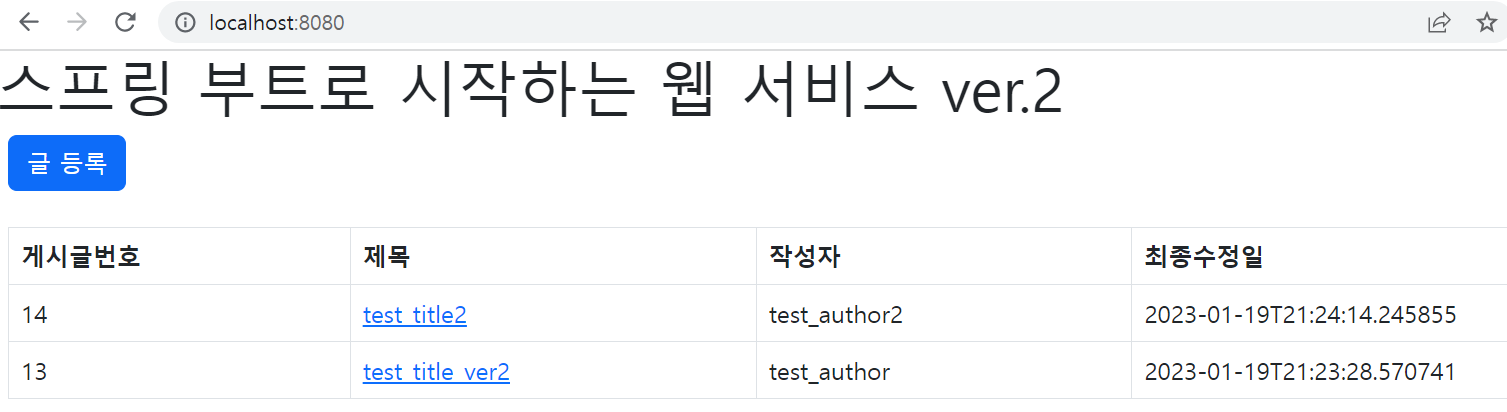 localhost:8080
스프링 부트로 시작하는 웹 서비스 ver.2
글 등록
게시글번호 제목 작성자 최종수정일
14 test_title2 test_author2 2023-01-19T21:24:14.245855
13 test_title_ver2 test_author 2023-01-19T21:23:28.570741